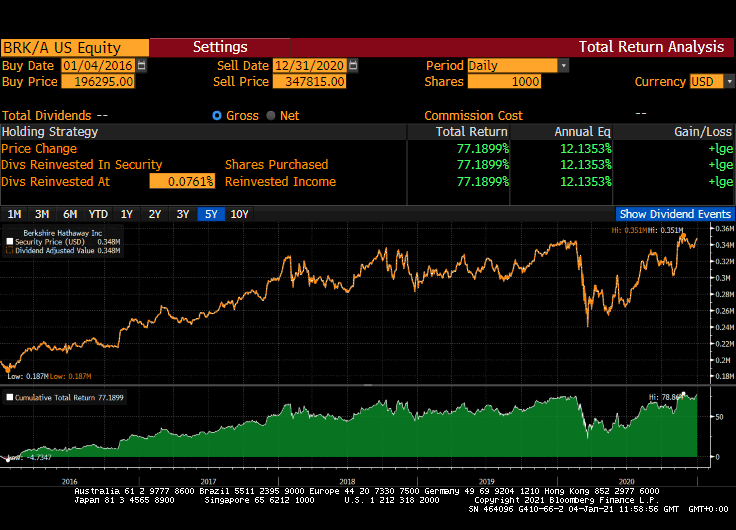 BRK/A US Equity Settings Total Return Analysis
Buy Date 01/04/2016 Sell Date 12/31/2020 Period Daily
Buy Price 196295.00 Sell Price 347815.00 Shares 1000 Currency USD
Total Dividends -- Gross Net Commission Cost --
Holding Strategy Total Return Annual Eq Gain/Loss
Price Change 77.1899% 12.1353% +lge
Divs Reinvested In Security Shares Purchased 77.1899% 12.1353% +lge
Divs Reinvested At 0.0761% Reinvested Income 77.1899% 12.1353% +lge
1M 3M 6M YTD 1Y 2Y 3Y 5Y 10Y Show Dividend Events
Berkshire Hathaway Inc
Security Price (USD) 0.348M
Dividend Adjusted Value 0.348M
Hi: 0.351M Hi: 0.351M
0.36M
0.34M
0.32M
0.3M
0.28M
0.26M
0.24M
0.22M
0.2M
0.18M
Low: 0.187M Low: 0.187M
Cumulative Total Return 77.1899
Hi: 78.86
50
0
Low: -4.7347
2016 2017 2018 2019 2020
Australia 61 2 9777 8600 Brazil 5511 2395 9000 Europe 44 20 7330 7500 Germany 49 69 9204 1210 Hong Kong 852 2977 6000
Japan 81 3 4565 8900 Singapore 65 6212 1000 U.S. 1 212 318 2000 Copyright 2021 Bloomberg Finance L.P.
SN 464096 G410-66-2 04-Jan-21 11:58:56 GMT GMT+0:00